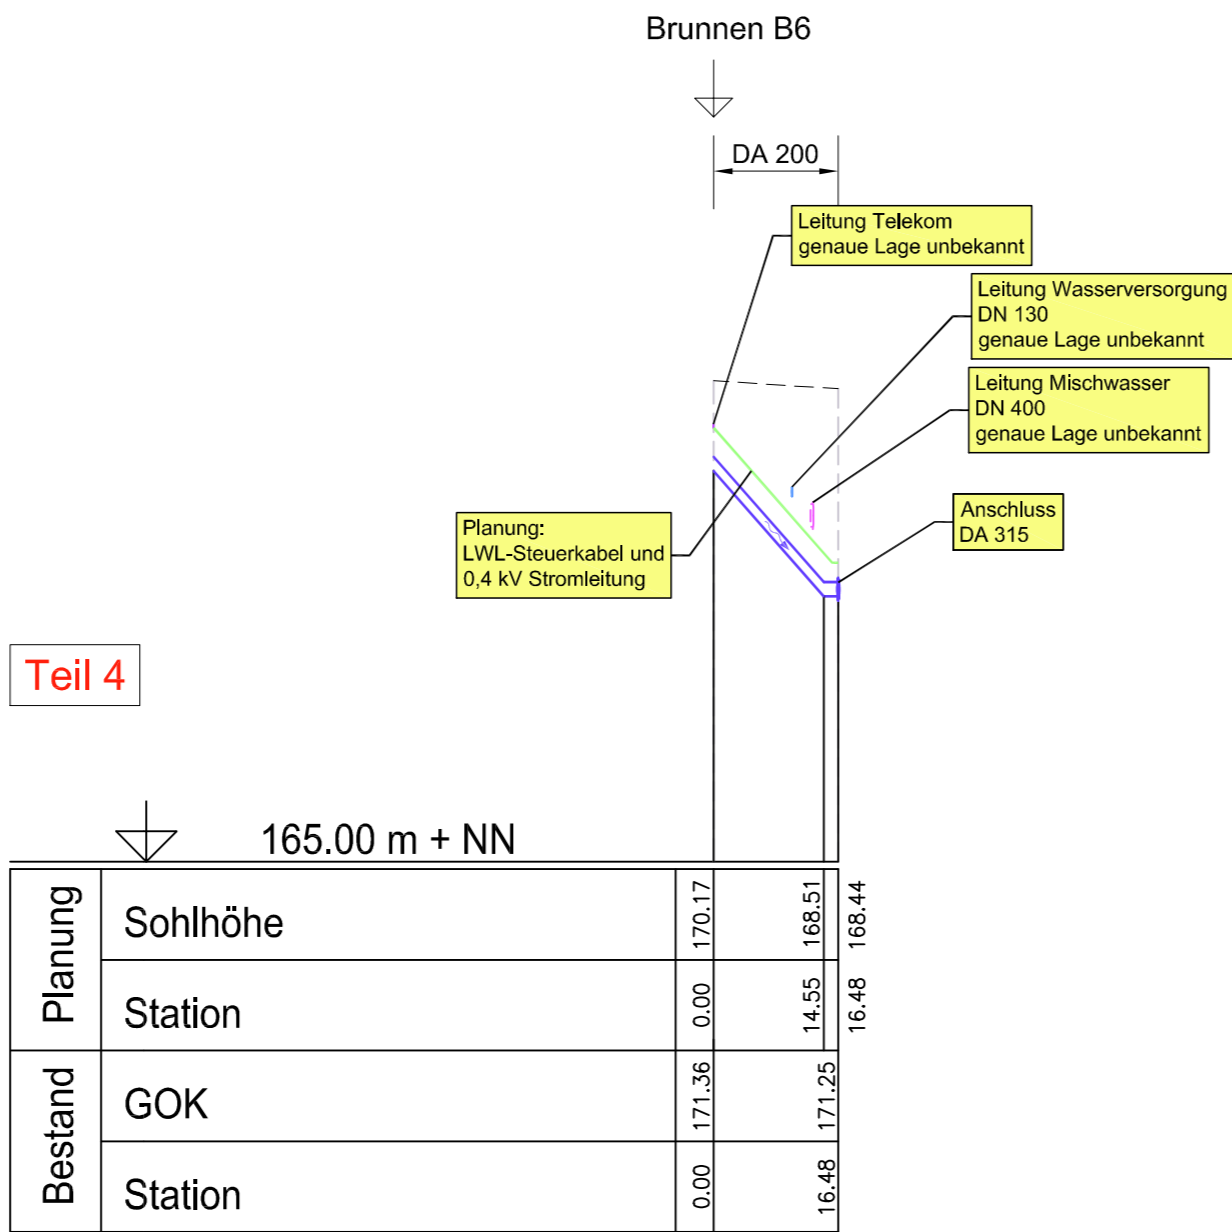 Brunnen B6
DA 200
Leitung Telekom
genaue Lage unbekannt
Leitung Wasserversorgung
DN 130
genaue Lage unbekannt
Leitung Mischwasser
DN 400
genaue Lage unbekannt
Planung:
LWL-Steuerkabel und
0,4 kV Stromleitung
Anschluss
DA 315
Teil 4
165.00 m + NN
Planung
Sohlhöhe
170.17
168.51
168.44
Station
0.00
14.55
16.48
Bestand
GOK
171.36
171.25
Station
0.00
16.48